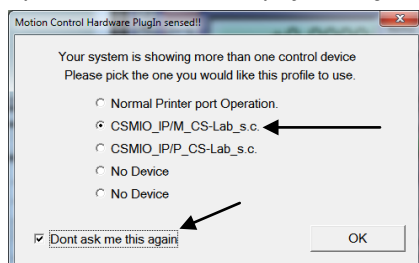 Motion Control Hardware PlugIn sensed!!
Your system is showing more than one control device
Please pick the one you would like this profile to use.
Normal Printer port Operation.
CSMIO_IP/M_CS-Lab_s.c.
CSMIO_IP/P_CS-Lab_s.c.
No Device
No Device
Dont ask me this again
OK